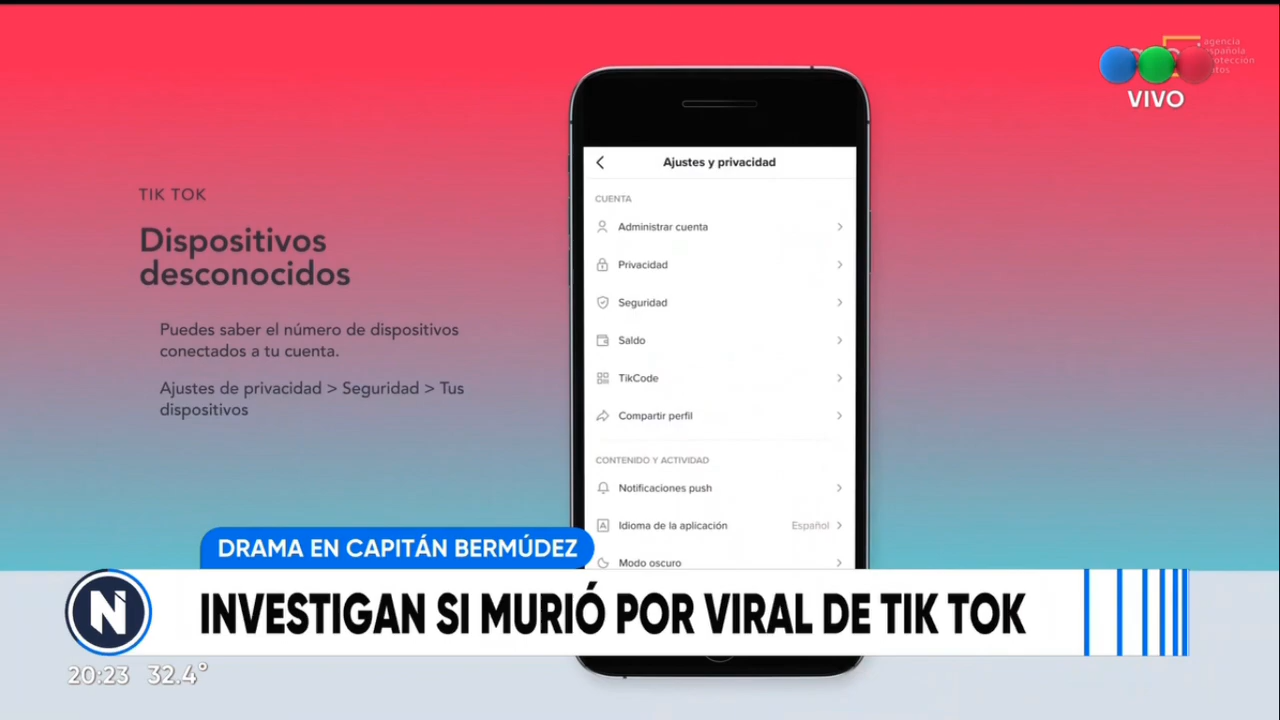 agencia
española
protección
VIVO
TIK TOK
Dispositivos
desconocidos
Puedes saber el número de dispositivos
conectados a tu cuenta.
Ajustes de privacidad > Seguridad > Tus
dispositivos
Ajustes y privacidad
CUENTA
Administrar cuenta
Privacidad
Seguridad
Saldo
TikCode
Compartir perfil
CONTENIDO Y ACTIVIDAD
Notificaciones push
Idioma de la aplicación Español
Modo oscuro
DRAMA EN CAPITÁN BERMÚDEZ
N INVESTIGAN SI MURIÓ POR VIRAL DE TIK TOK
20:23 32.4°